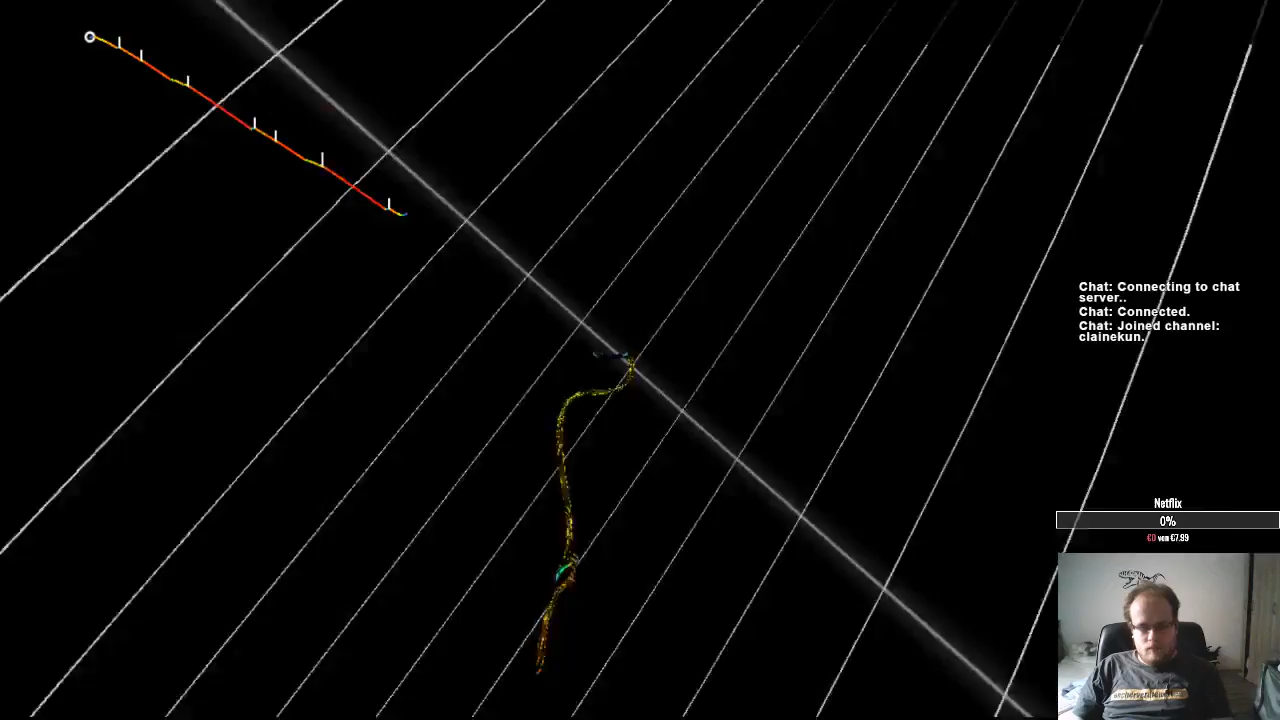 Chat: Connecting to chat
server..
Chat: Connected.
Chat: Joined channel:
clainekun.
Netflix
0%
€0 von €7.99